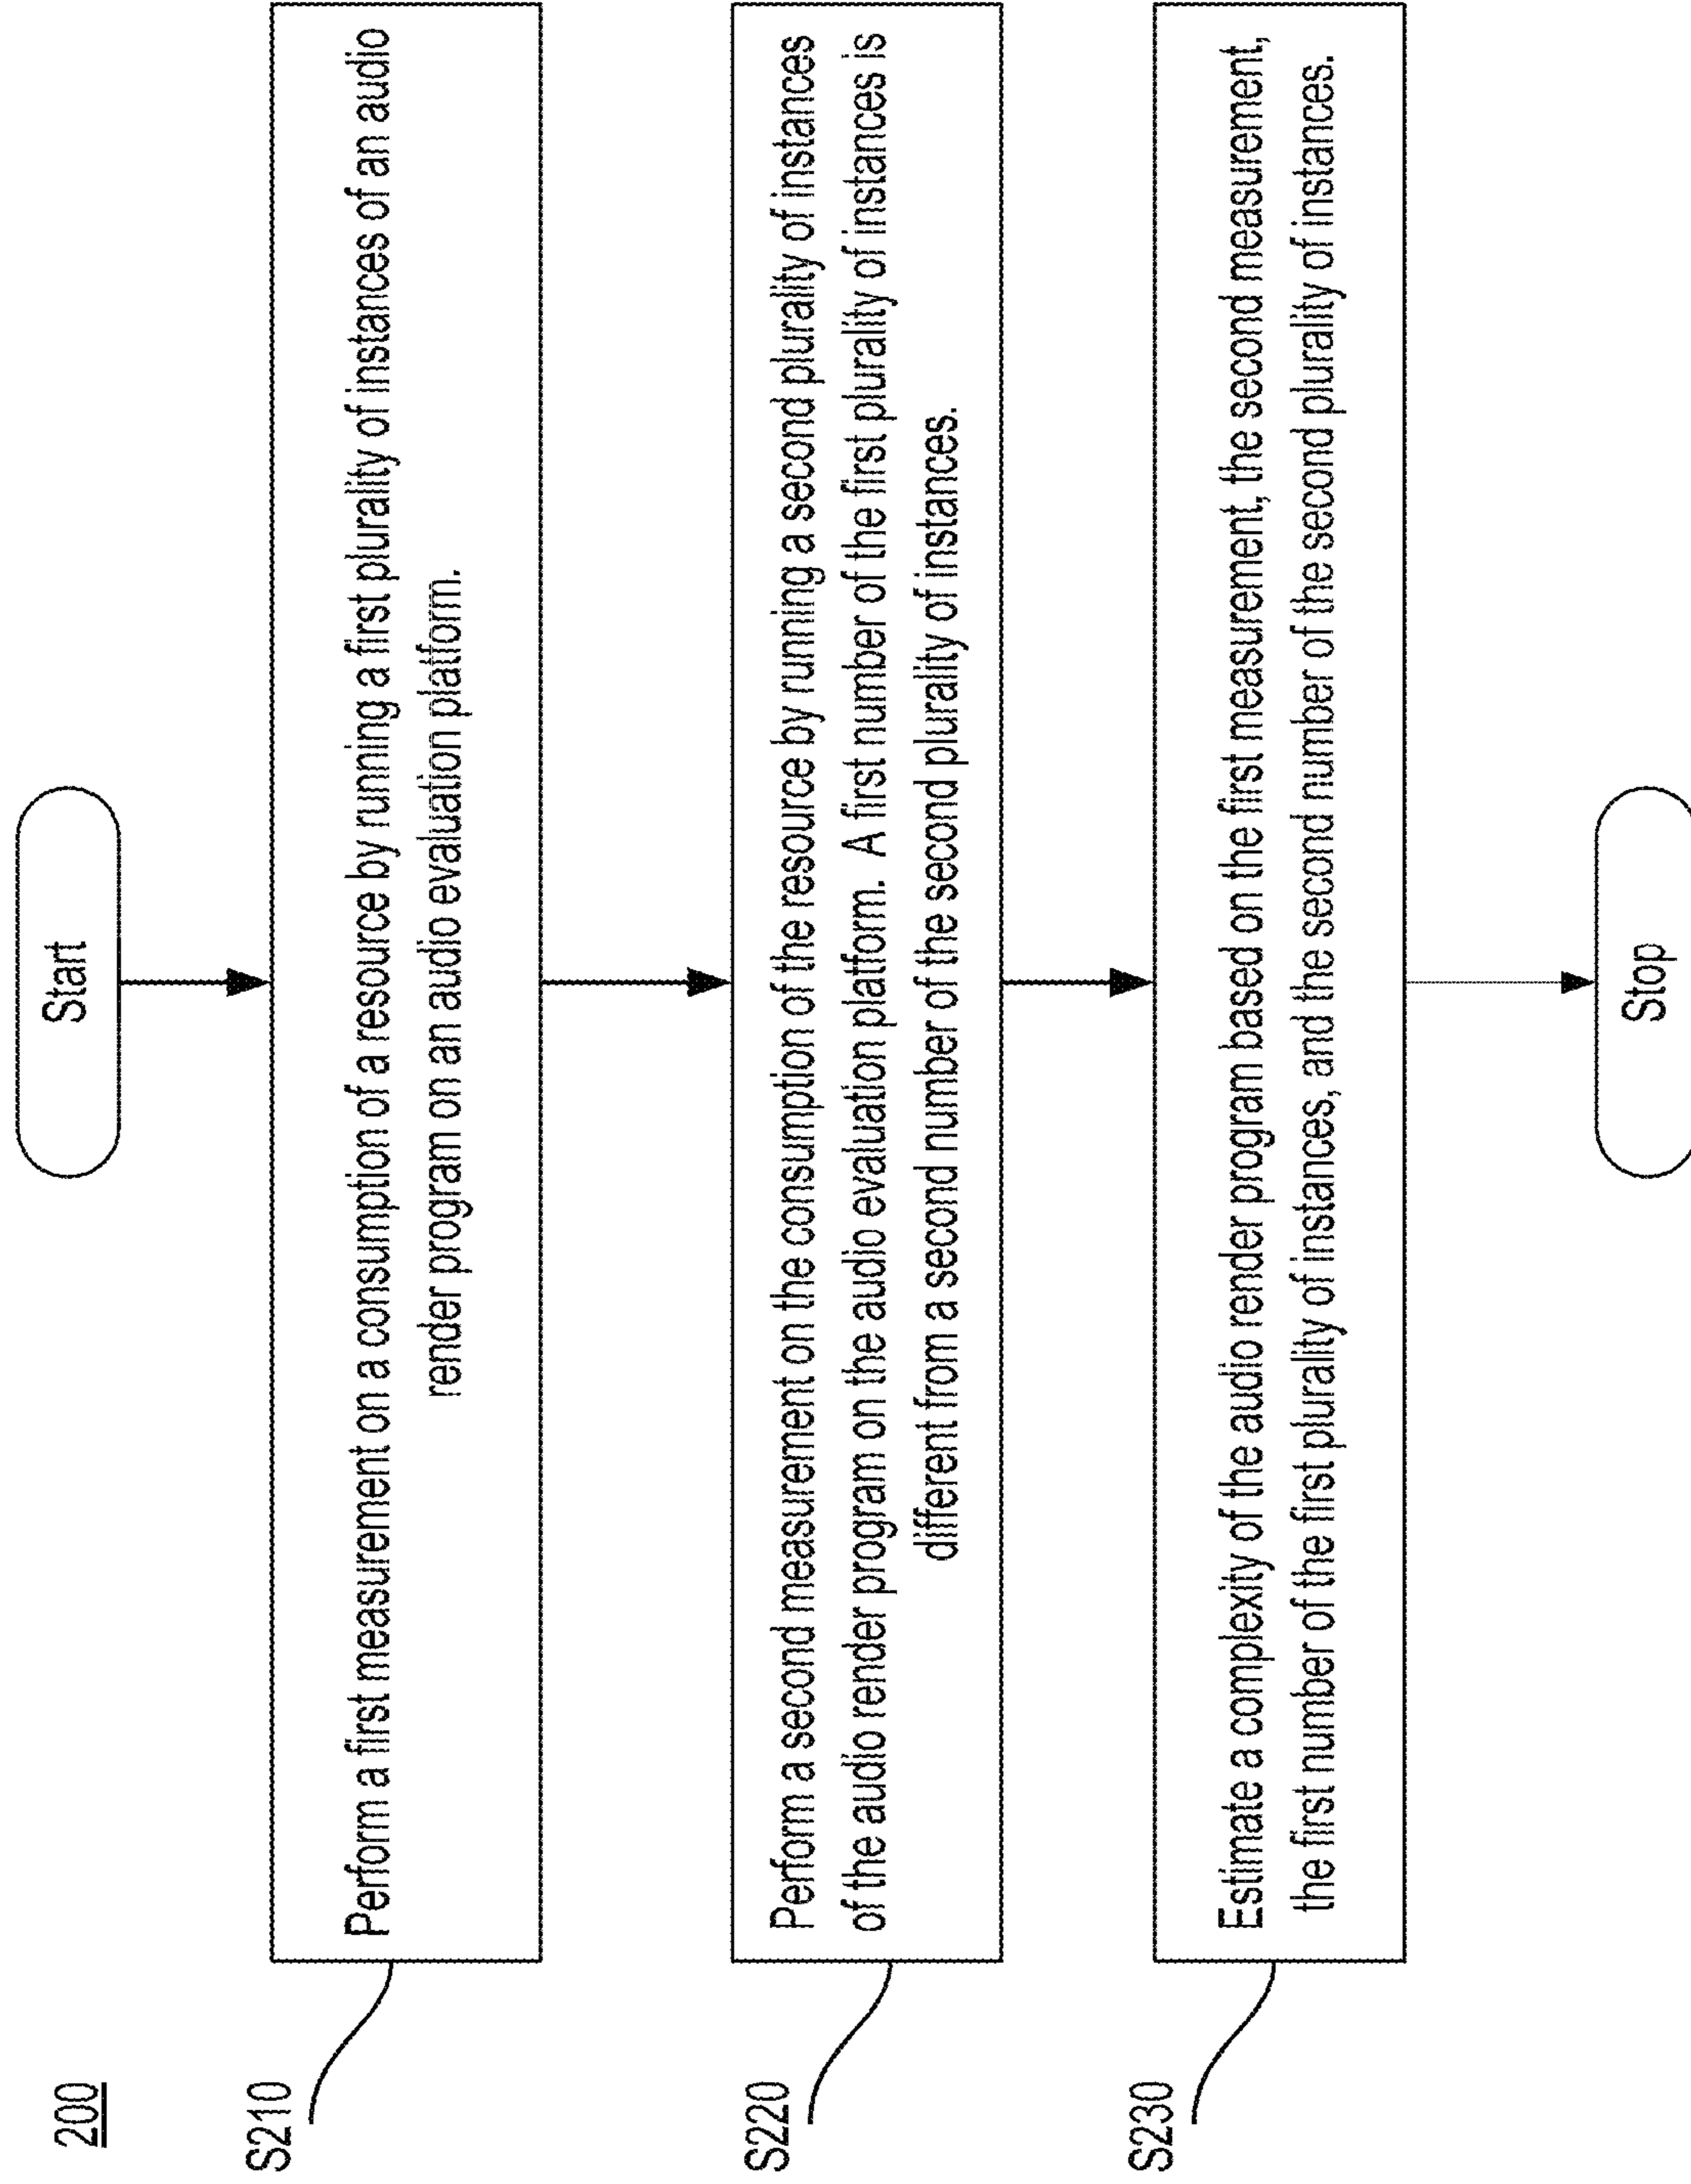 200
Start
S210
Perform a first measurement on a consumption of a resource by running a first plurality of instances of an audio
render program on an audio evaluation platform.
S220
Perform a second measurement on the consumption of the resource by running a second plurality of instances
of the audio render program on the audio evaluation platform. A first number of the first plurality of instances is
different from a second number of the second plurality of instances.
S230
Estimate a complexity of the audio render program based on the first measurement, the second measurement,
the first number of the first plurality of instances, and the second number of the second plurality of instances.
Stop